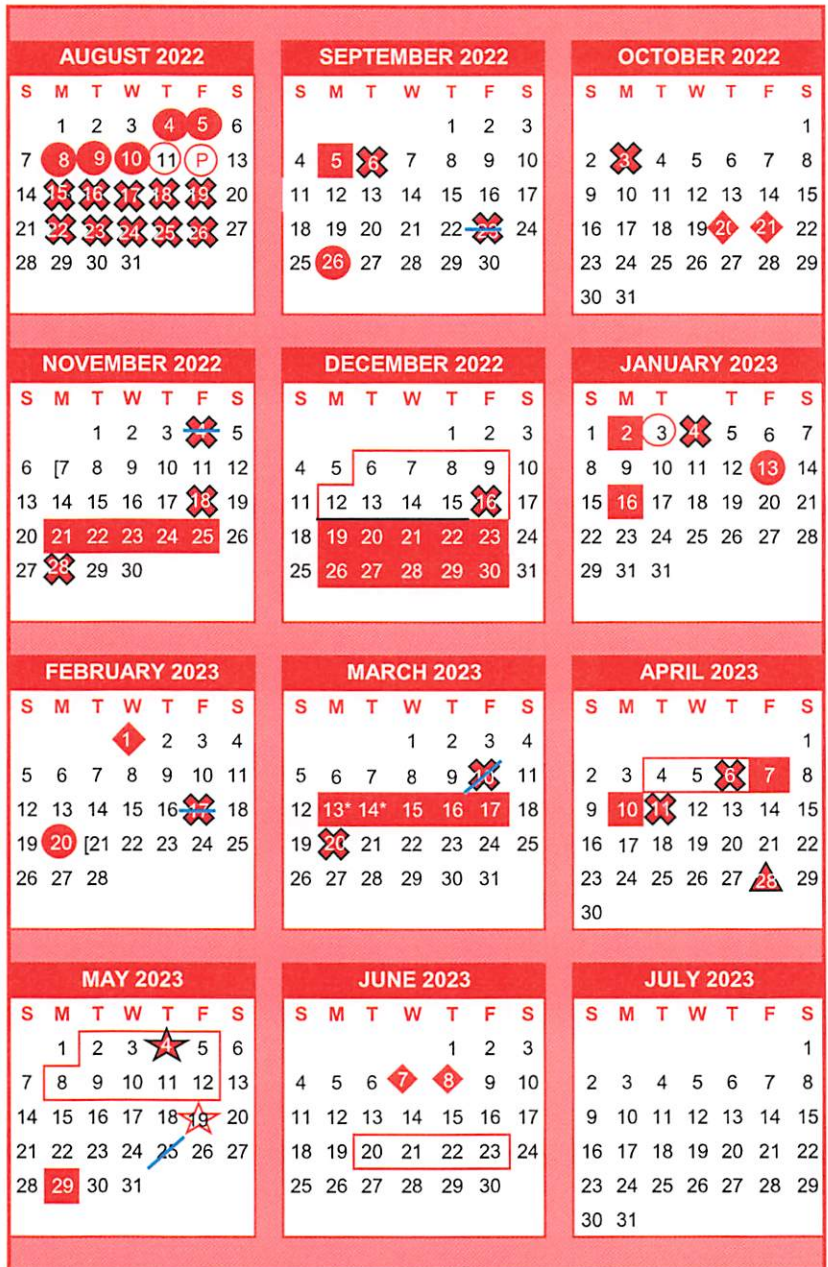 AUGUST 2022
S M T W T F S
1 2 3 4 5 6
7 8 9 10 11 P 13
14 15 16 17 18 19 20
21 22 23 24 25 26 27
28 29 30 31
SEPTEMBER 2022
S M T W T F S
1 2 3
4 5 6 7 8 9 10
11 12 13 14 15 16 17
18 19 20 21 22 23 24
25 26 27 28 29 30
OCTOBER 2022
S M T W T F S
1
2 3 4 5 6 7 8
9 10 11 12 13 14 15
16 17 18 19 20 21 22
23 24 25 26 27 28 29
30 31
NOVEMBER 2022
S M T W T F S
1 2 3 5
6 [7 8 9 10 11 12
13 14 15 16 17 18 19
20 21 22 23 24 25 26
27 28 29 30
DECEMBER 2022
S M T W T F S
1 2 3
4 5 6 7 8 9 10
11 12 13 14 15 16 17
18 19 20 21 22 23 24
25 26 27 28 29 30 31
JANUARY 2023
S M T T F S
1 2 3 4 5 6 7
8 9 10 11 12 13 14
15 16 17 18 19 20 21
22 23 24 25 26 27 28
29 31 31
FEBRUARY 2023
S M T W T F S
1 2 3 4
5 6 7 8 9 10 11
12 13 14 15 16 17 18
19 20 [21 22 23 24 25
26 27 28
MARCH 2023
S M T W T F S
1 2 3 4
5 6 7 8 9 10 11
12 13* 14* 15 16 17 18
19 20 21 22 23 24 25
26 27 28 29 30 31
APRIL 2023
S M T W T F S
1
2 3 4 5 6 7 8
9 10 11 12 13 14 15
16 17 18 19 20 21 22
23 24 25 26 27 28 29
30
MAY 2023
S M T W T F S
1 2 3 4 5 6
7 8 9 10 11 12 13
14 15 16 17 18 19 20
21 22 23 24 25 26 27
28 29 30 31
JUNE 2023
S M T W T F S
1 2 3
4 5 6 7 8 9 10
11 12 13 14 15 16 17
18 19 20 21 22 23 24
25 26 27 28 29 30
JULY 2023
S M T W T F S
1
2 3 4 5 6 7 8
9 10 11 12 13 14 15
16 17 18 19 20 21 22
23 24 25 26 27 28 29
30 31